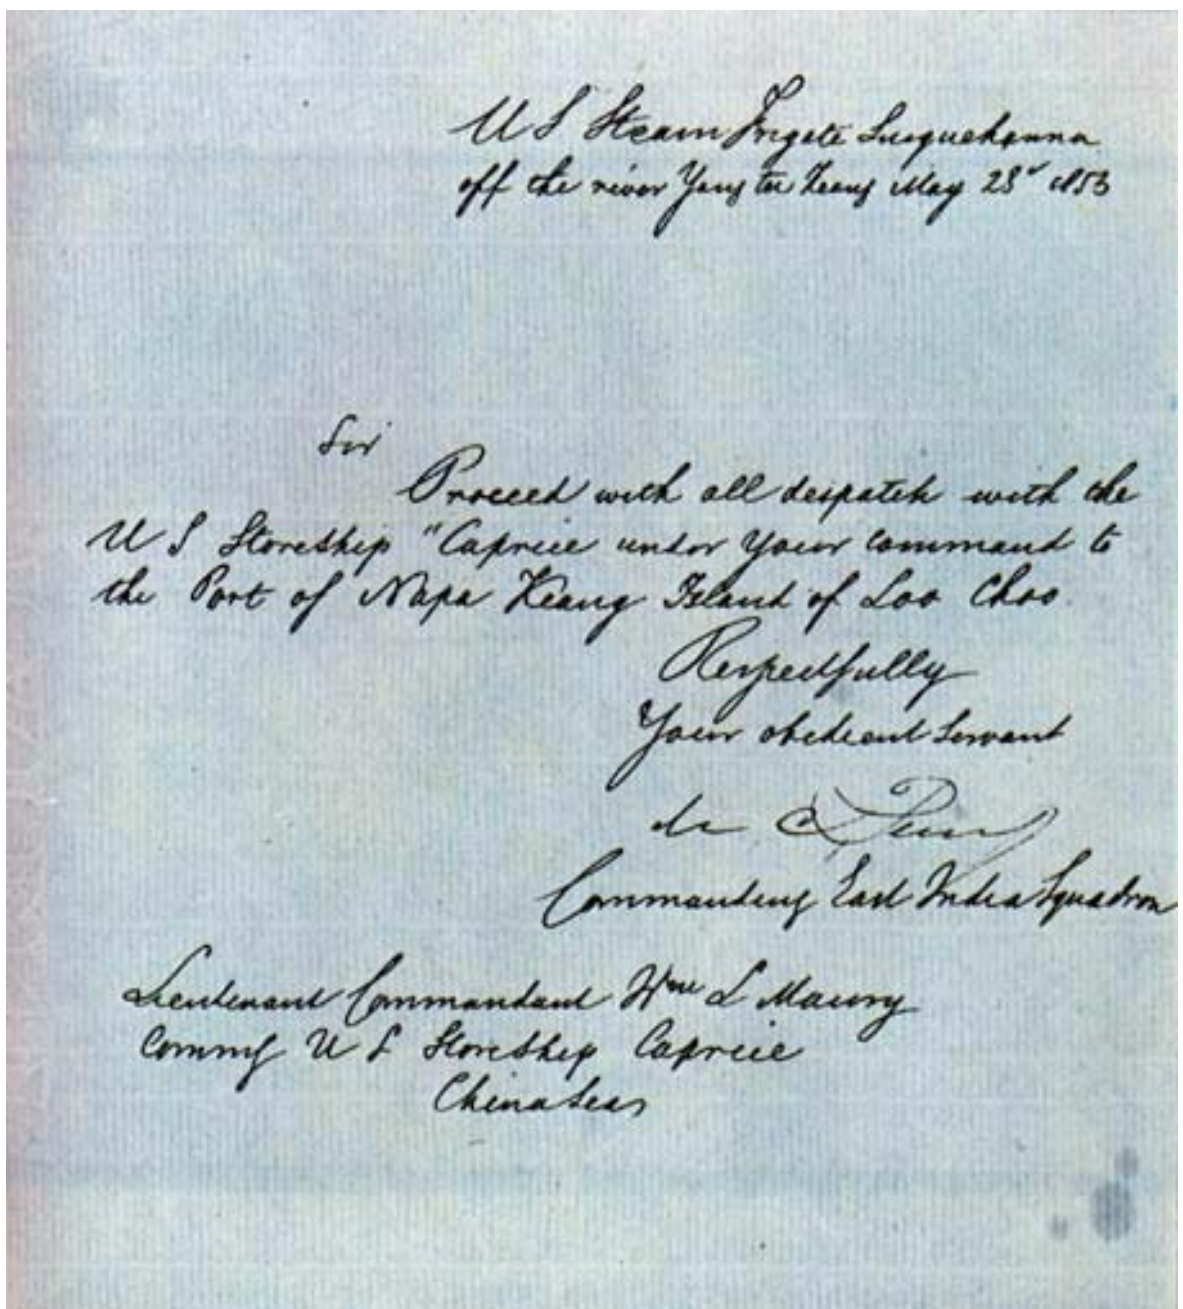 U S Steam Frigate Susquehanna
off the river Yang tse Keang May 23d 1853
Sir
Proceed with all despatch with the
U S Storeship "Caprice under your command to
the Port of Napa Keang Island of Loo Choo.
Respectfully
Your obedient Servant
M C Perry
Commanding East India Squadron
Lieutenant Commandant Wm L Maury
Commg U S Storeship Caprice
China Seas